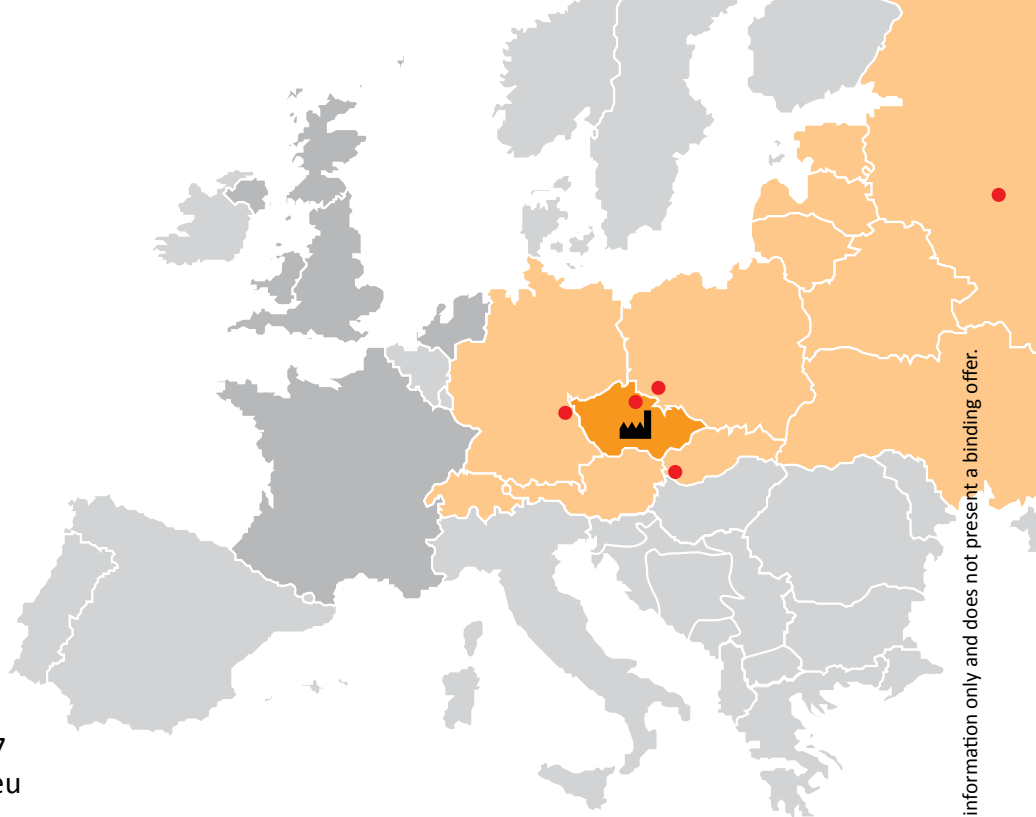 7
eu
information only and does not present a binding offer.